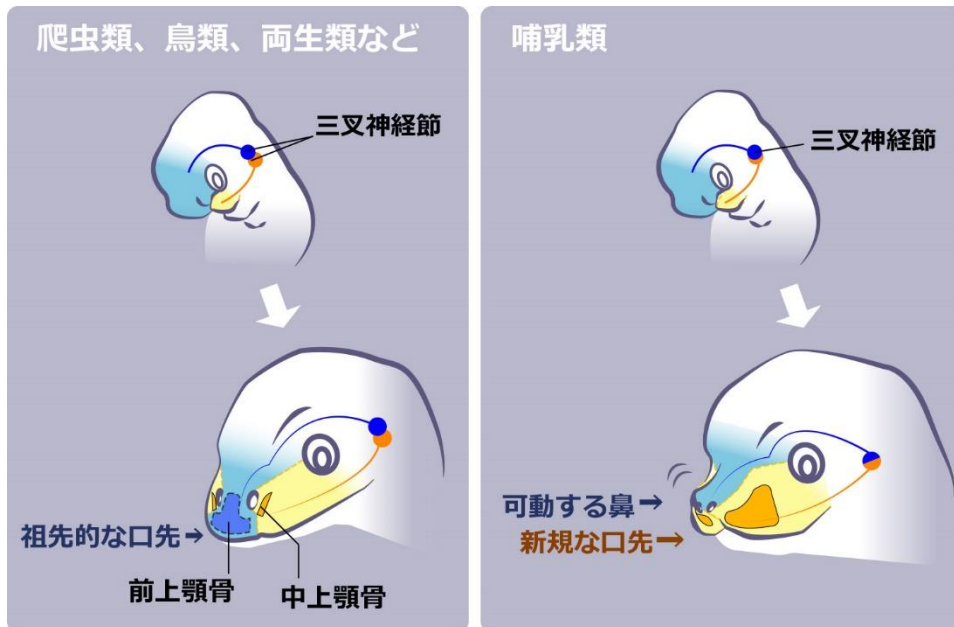 爬虫類、鳥類、両生類など
三叉神経節
祖先的な口先→
前上顎骨
中上顎骨
哺乳類
三叉神経節
可動する鼻→
新規な口先→